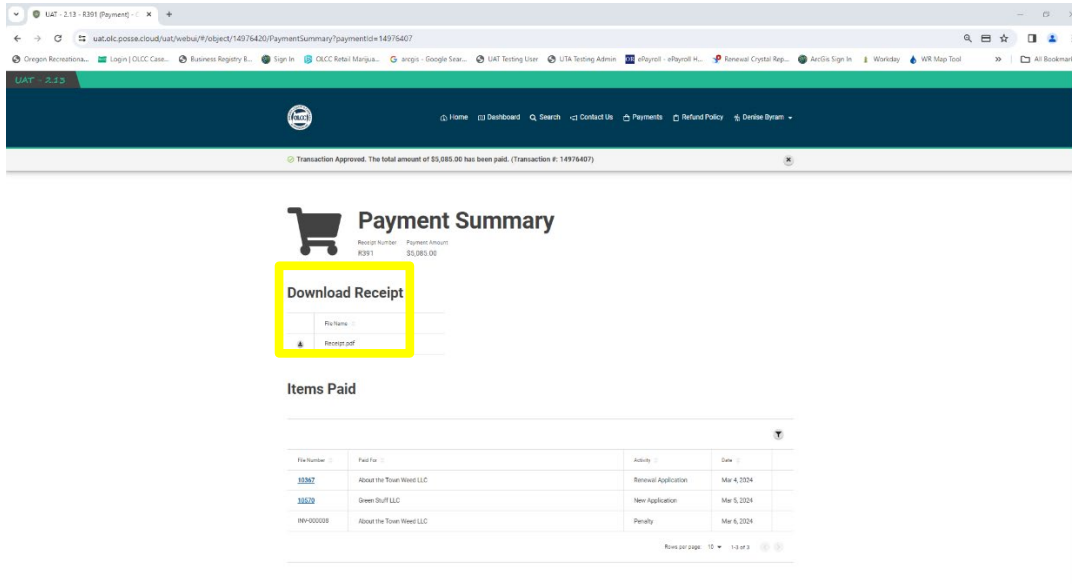 UAT - 2.13 - R391 (Payment) - C
uat.olc.posse.cloud/uat/webui/#/object/14976420/PaymentSummary?paymentId=14976407
Oregon Recreationa... Login | OLCC Case... Business Registry B... Sign In OLCC Retail Marijua... arcgis - Google Sear... UAT Testing User UTA Testing Admin ePayroll - ePayroll H... Renewal Crystal Rep... ArcGis Sign In Workday WR Map Tool » All Bookmark
UAT - 2.13
OLCC Home Dashboard Search Contact Us Payments Refund Policy Denise Byram
Transaction Approved. The total amount of $5,085.00 has been paid. (Transaction #: 14976407)
Payment Summary
Receipt Number Payment Amount
R391 $5,085.00
Download Receipt
File Name
Receipt.pdf
Items Paid
File Number Paid For Activity Date
10367 About the Town Weed LLC Renewal Application Mar 4, 2024
10570 Green Stuff LLC New Application Mar 5, 2024
INV-000038 About the Town Weed LLC Penalty Mar 6, 2024
Rows per page: 10 1-3 of 3